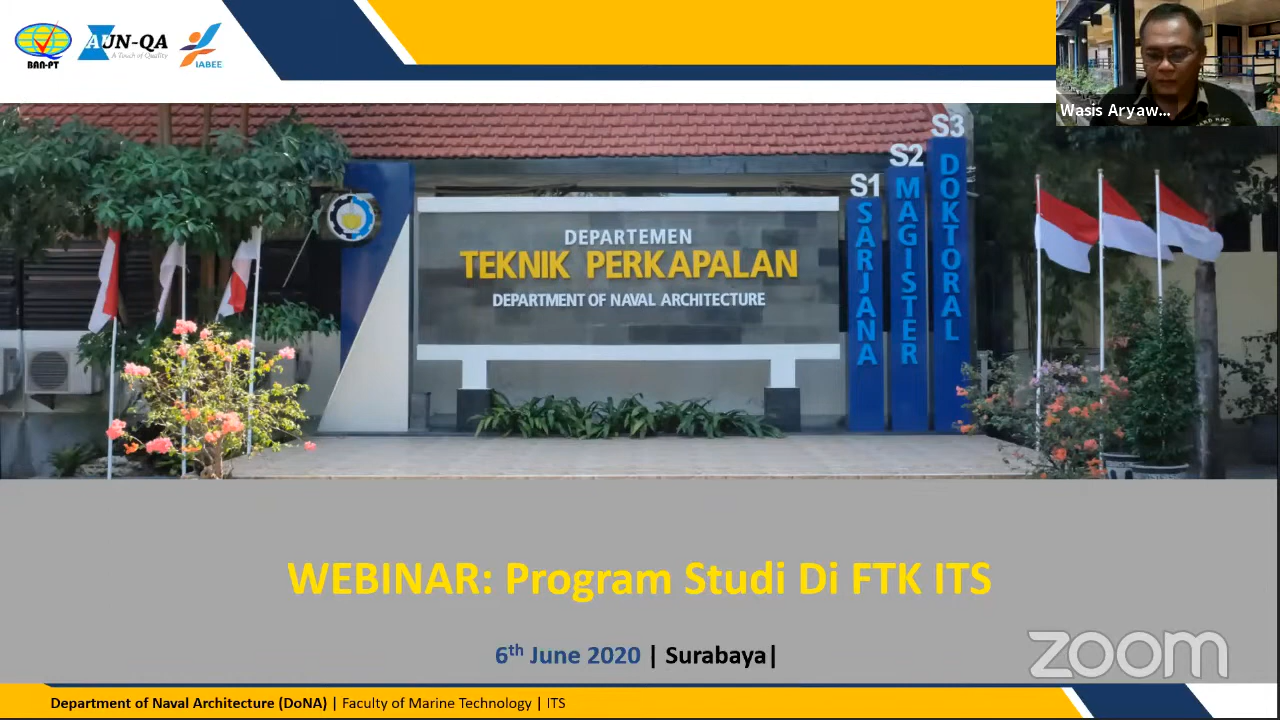 BAN-PT
AUN-QA
A Touch of Quality
IABEE
Wasis Aryaw...
S1
S2
S3
SARJANA
MAGISTER
DOKTORAL
DEPARTEMEN
TEKNIK PERKAPALAN
DEPARTMENT OF NAVAL ARCHITECTURE
WEBINAR: Program Studi Di FTK ITS
6th June 2020 | Surabaya|
zoom
Department of Naval Architecture (DoNA) | Faculty of Marine Technology | ITS